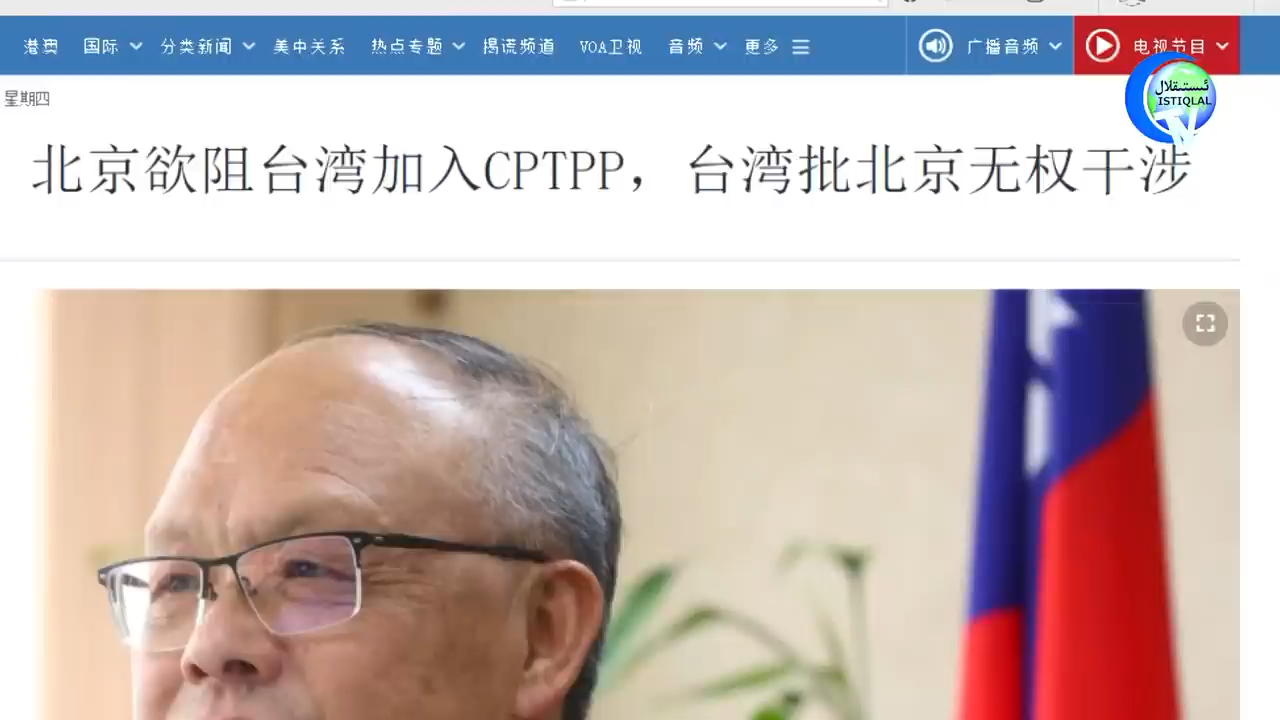 港澳 国际 分类新闻 美中关系 热点专题 揭谎频道 VOA卫视 音频 更多 广播音频 电视节目
ئىستىقلال
ISTIQLAL
TV
星期四
北京欲阻台湾加入CPTPP，台湾批北京无权干涉